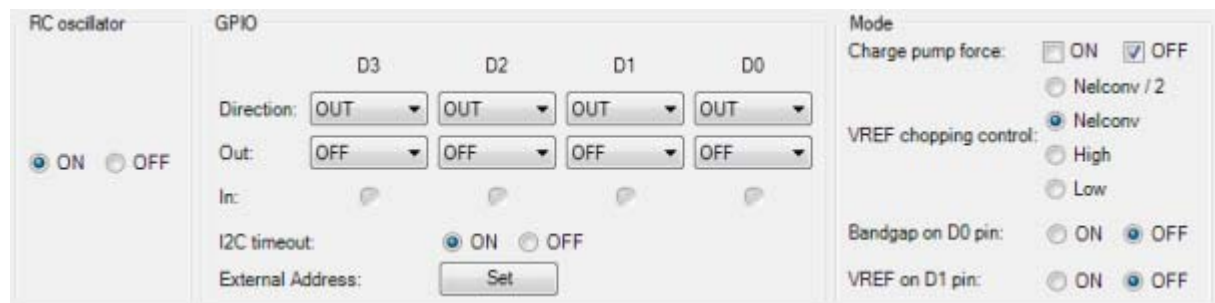 RC oscillator
ON OFF
GPIO
D3 D2 D1 D0
Direction: OUT OUT OUT OUT
Out: OFF OFF OFF OFF
In:
I2C timeout: ON OFF
External Address: Set
Mode
Charge pump force: ON OFF
Nelconv / 2
VREF chopping control: Nelconv
High
Low
Bandgap on D0 pin: ON OFF
VREF on D1 pin: ON OFF